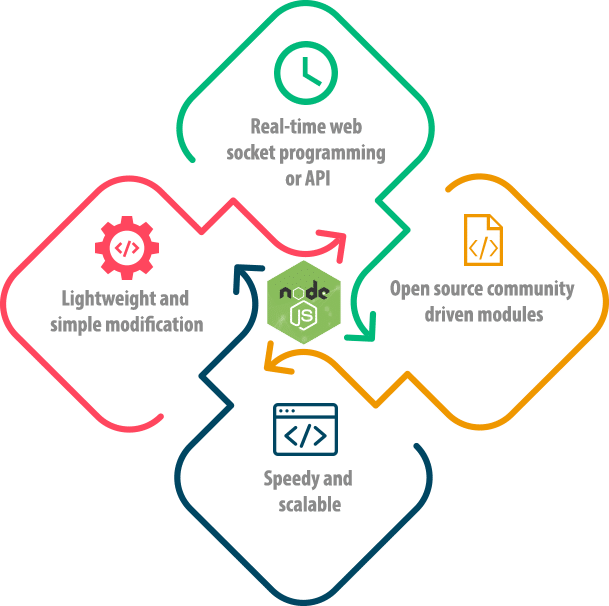 Real-time web
socket programming
or API
Lightweight and
simple modification
</>
node
JS
</>
Open source community
driven modules
</>
Speedy and
scalable